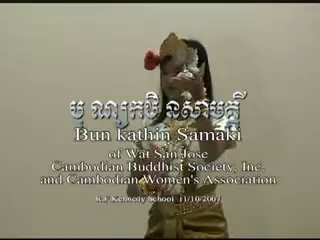 បុណ្យកឋិនសាមគ្គី
Bun kathin Samaki
of Wat San Jose
Cambodian Buddhist Society, Inc.
and Cambodian Women's Association
R.F Kennedy School 11/10/2007